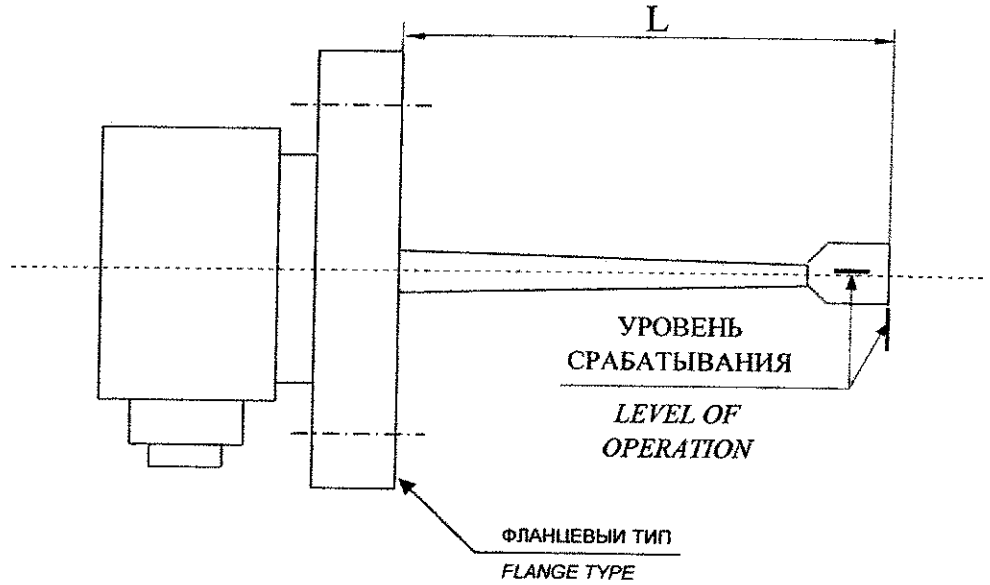 L
УРОВЕНЬ
СРАБАТЫВАНИЯ
LEVEL OF
OPERATION
ФЛАНЦЕВЫЙ ТИП
FLANGE TYPE